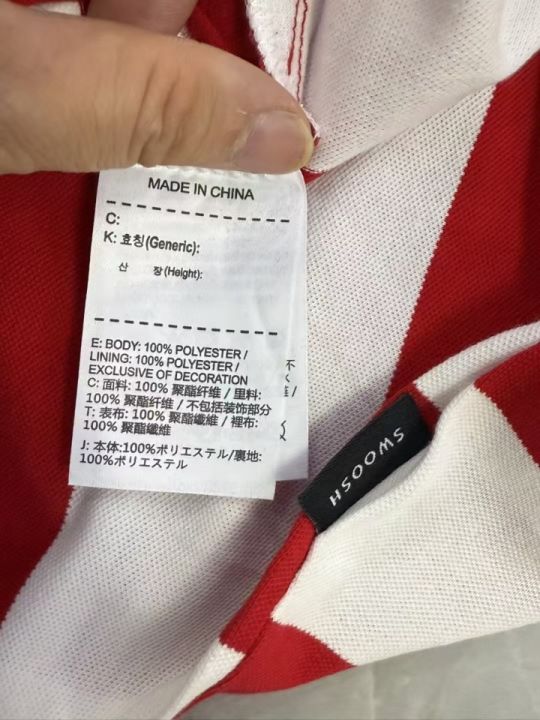 MADE IN CHINA
C:
K: 효칭(Generic):
산 장(Height):
E: BODY: 100% POLYESTER /
LINING: 100% POLYESTER /
EXCLUSIVE OF DECORATION
C: 面料: 100% 聚酯纤维 / 里料:
100% 聚酯纤维 / 不包括装饰部分
T: 表布: 100% 聚酯纖維 / 裡布:
100% 聚酯纖維
J: 本体:100%ポリエステル/裏地:
100%ポリエステル
SWOOSH